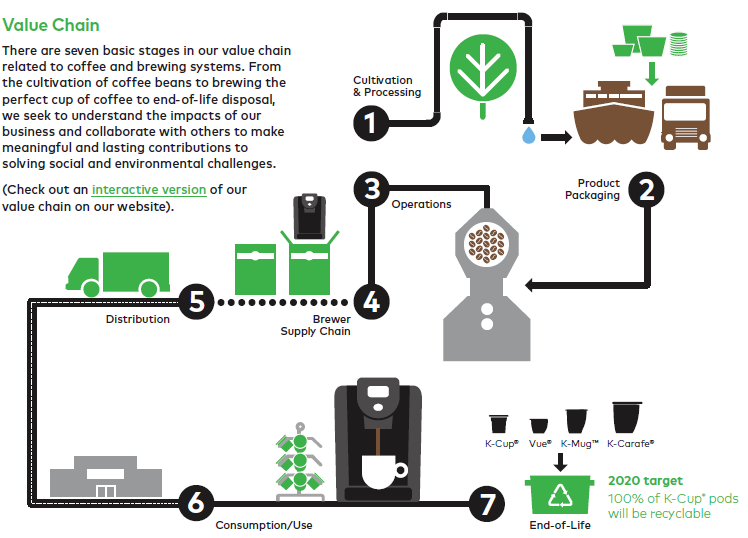 Value Chain
There are seven basic stages in our value chain
related to coffee and brewing systems. From
the cultivation of coffee beans to brewing the
perfect cup of coffee to end-of-life disposal,
we seek to understand the impacts of our
business and collaborate with others to make
meaningful and lasting contributions to
solving social and environmental challenges.
(Check out an interactive version of our
value chain on our website).
Cultivation
& Processing
1
Product
Packaging
2
3
Operations
4
Brewer
Supply Chain
5
Distribution
6
Consumption/Use
7
K-Cup® Vue® K-Mug™ K-Carafe®
End-of-Life
2020 target
100% of K-Cup® pods
will be recyclable